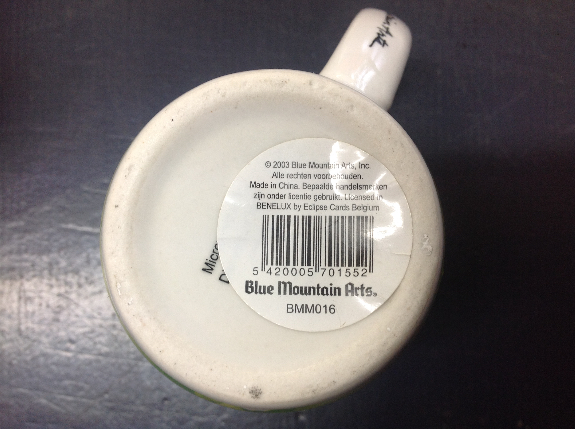 © 2003 Blue Mountain Arts, Inc
Alle rechten voorbehouden.
Made in China. Bepaalde handelsmerken
zijn onder licentie gebruikt. Licensed in
BENELUX by Eclipse Cards Belgium
5 420005 701552
Blue Mountain Arts®
BMM016